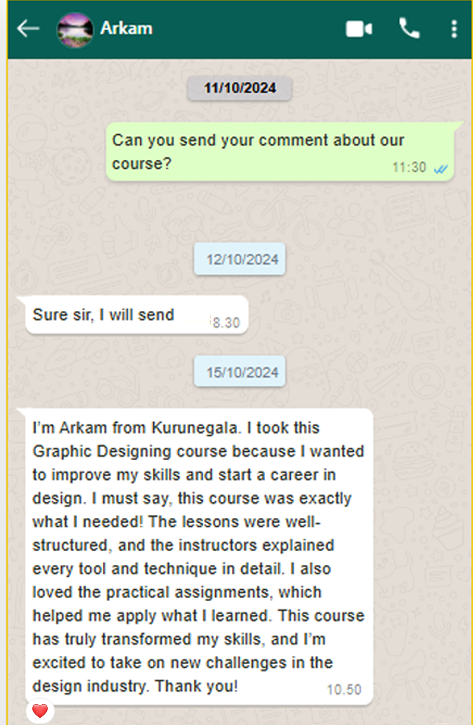 Arkam
11/10/2024
Can you send your comment about our
course?
11:30
12/10/2024
Sure sir, I will send
8.30
15/10/2024
I'm Arkam from Kurunegala. I took this
Graphic Designing course because I wanted
to improve my skills and start a career in
design. I must say, this course was exactly
what I needed! The lessons were well-
structured, and the instructors explained
every tool and technique in detail. I also
loved the practical assignments, which
helped me apply what I learned. This course
has truly transformed my skills, and I'm
excited to take on new challenges in the
design industry. Thank you!
10.50